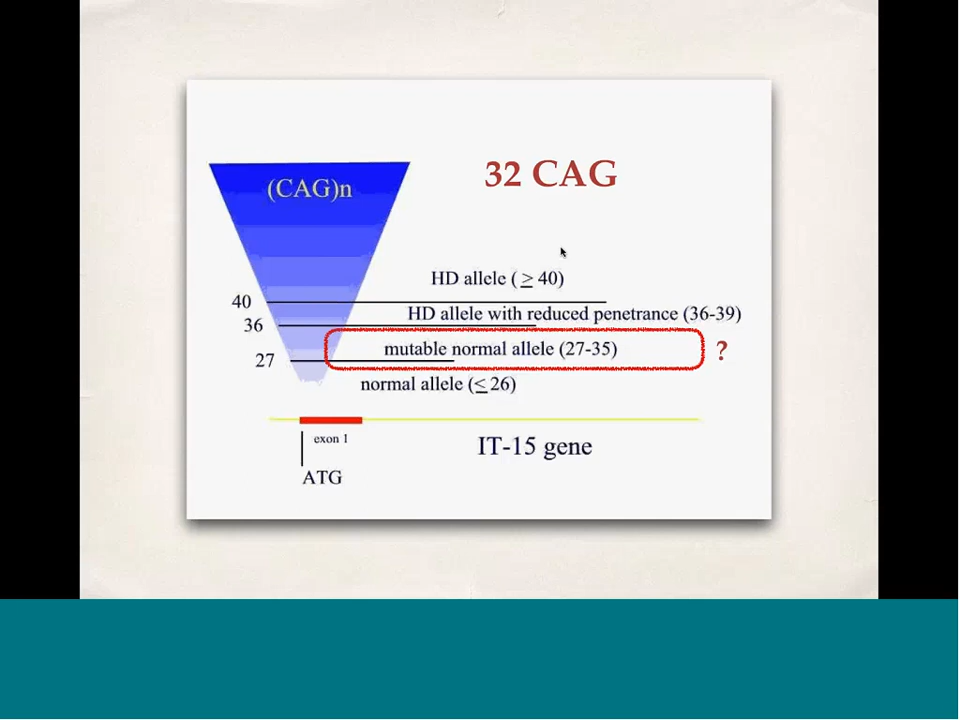 32 CAG
(CAG)n
HD allele ( ≥ 40)
40
HD allele with reduced penetrance (36-39)
36
mutable normal allele (27-35)
?
27
normal allele (≤ 26)
exon 1
IT-15 gene
ATG